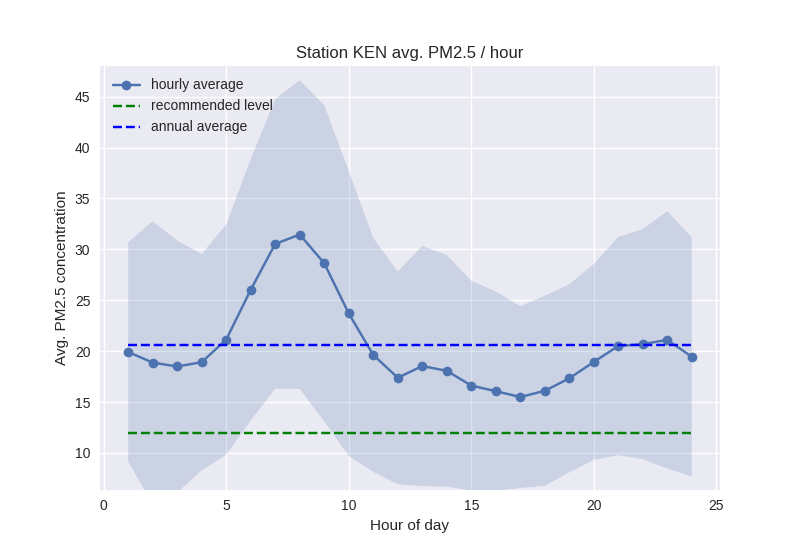 Station KEN avg. PM2.5 / hour
hourly average
recommended level
annual average
Avg. PM2.5 concentration
45
40
35
30
25
20
15
10
0 5 10 15 20 25
Hour of day